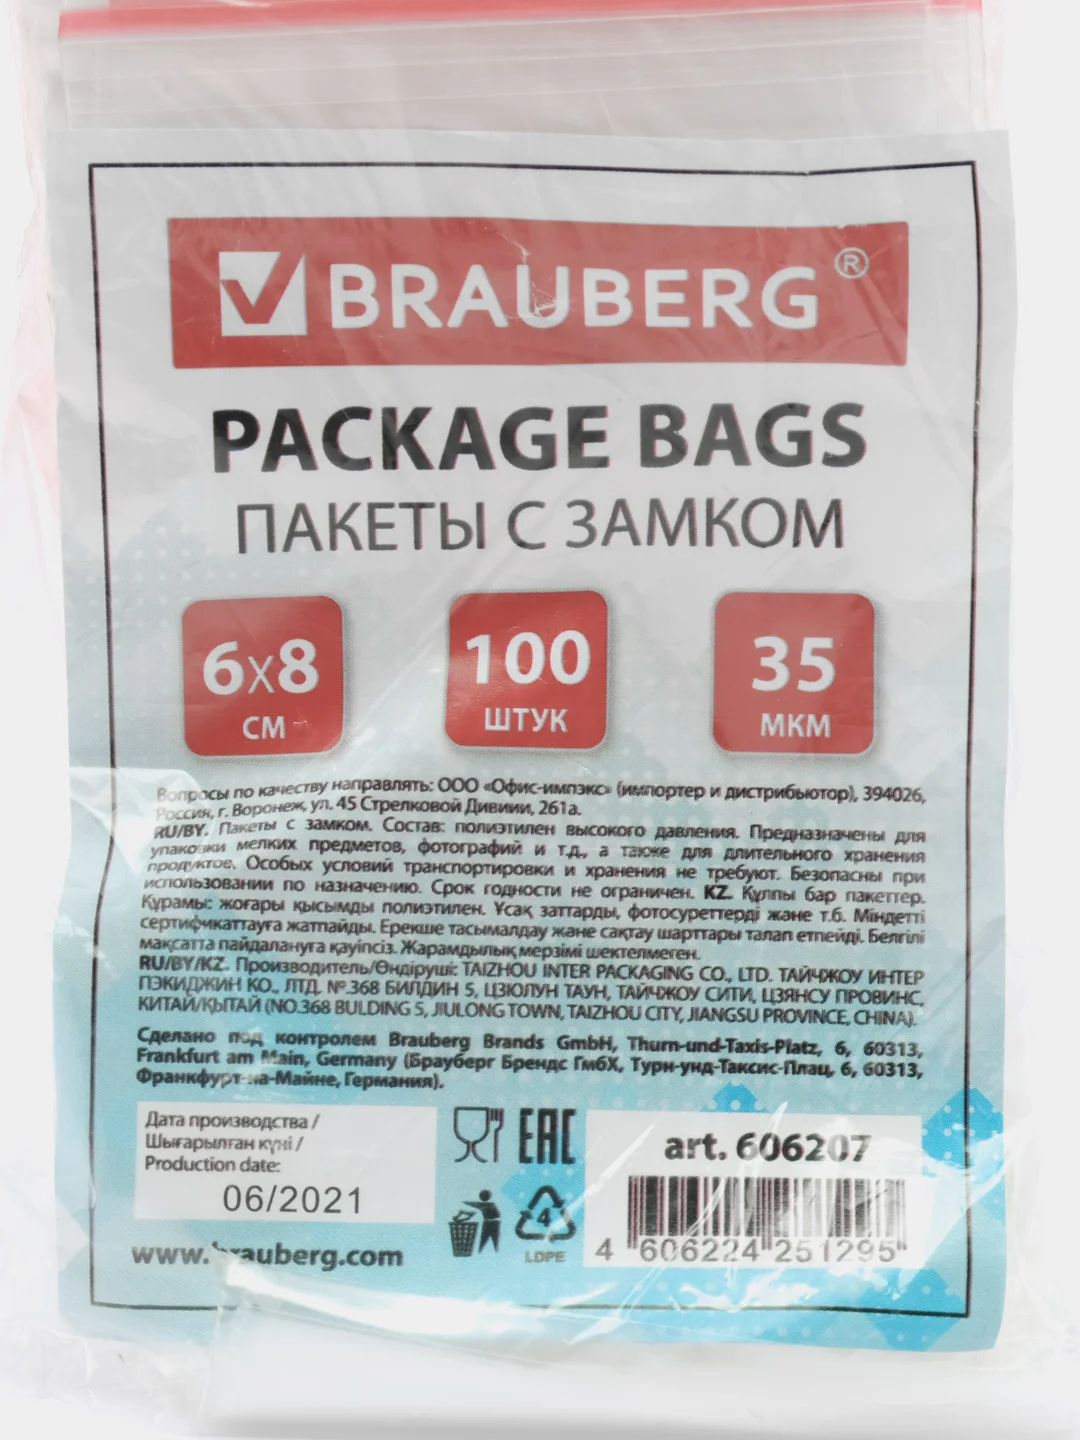 BRAUBERG®
PACKAGE BAGS
ПАКЕТЫ С ЗАМКОМ
6x8
СМ
100
ШТУК
35
МКМ
Вопросы по качеству направлять: ООО «Офис-импэкс» (импортер и дистрибьютор), 394026,
Россия, г. Воронеж, ул. 45 Стрелковой Дивиии, 261а.
RU/BY. Пакеты с замком. Состав: полиэтилен высокого давления. Предназначены для
упаковки мелких предметов, фотографий и т.д., а также для длительного хранения
продуктов. Особых условий транспортировки и хранения не требуют. Безопасны при
использовании по назначению. Срок годности не ограничен. KZ. Құлпы бар пакеттер.
Құрамы: жоғары қысымды полиэтилен. Ұсақ заттарды, фотосуреттерді және т.б. Міндетті
сертификаттауға жатпайды. Ерекше тасымалдау және сақтау шарттары талап етпейді. Белгілі
мақсатта пайдалануға қауіпсіз. Жарамдылық мерзімі шектелмеген.
RU/BY/KZ. Производитель/Өндіруші: TAIZHOU INTER PACKAGING CO., LTD. ТАЙЧЖОУ ИНТЕР
ПЭКИДЖИН КО., ЛТД. №.368 БИЛДИН 5, ЦЗЮЛУН ТАУН, ТАЙЧЖОУ СИТИ, ЦЗЯНСУ ПРОВИНС,
КИТАЙ/ҚЫТАЙ (NO.368 BULDING 5, JIULONG TOWN, TAIZHOU CITY, JIANGSU PROVINCE, CHINA).
Сделано под контролем Brauberg Brands GmbH, Thurn-und-Taxis-Platz, 6, 60313,
Frankfurt am Main, Germany (Брауберг Брендс ГмбХ, Турн-унд-Таксис-Плац, 6, 60313,
Франкфурт-на-Майне, Германия).
Дата производства /
Шығарылған күні /
Production date:
06/2021
www.brauberg.com
EAC
4
LDPE
art. 606207
4 606224 251295